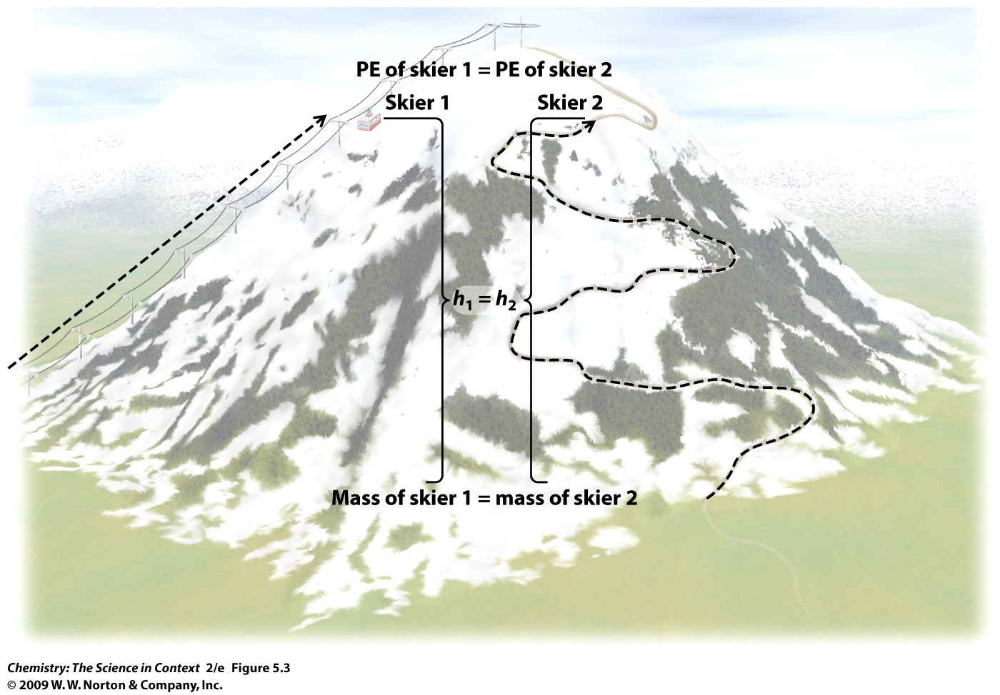 PE of skier 1 = PE of skier 2
Skier 1
Skier 2
h₁ = h₂
Mass of skier 1 = mass of skier 2
Chemistry: The Science in Context 2/e Figure 5.3
© 2009 W. W. Norton & Company, Inc.